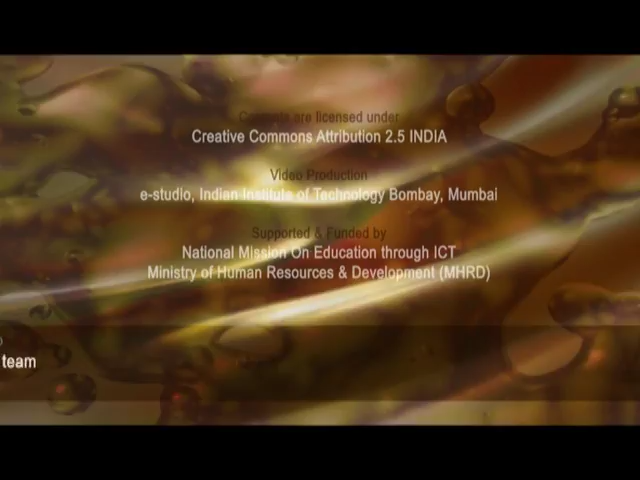 Contents are licensed under
Creative Commons Attribution 2.5 INDIA
Video Production
e-studio, Indian Institute of Technology Bombay, Mumbai
Supported & Funded by
National Mission On Education through ICT
Ministry of Human Resources & Development (MHRD)
team